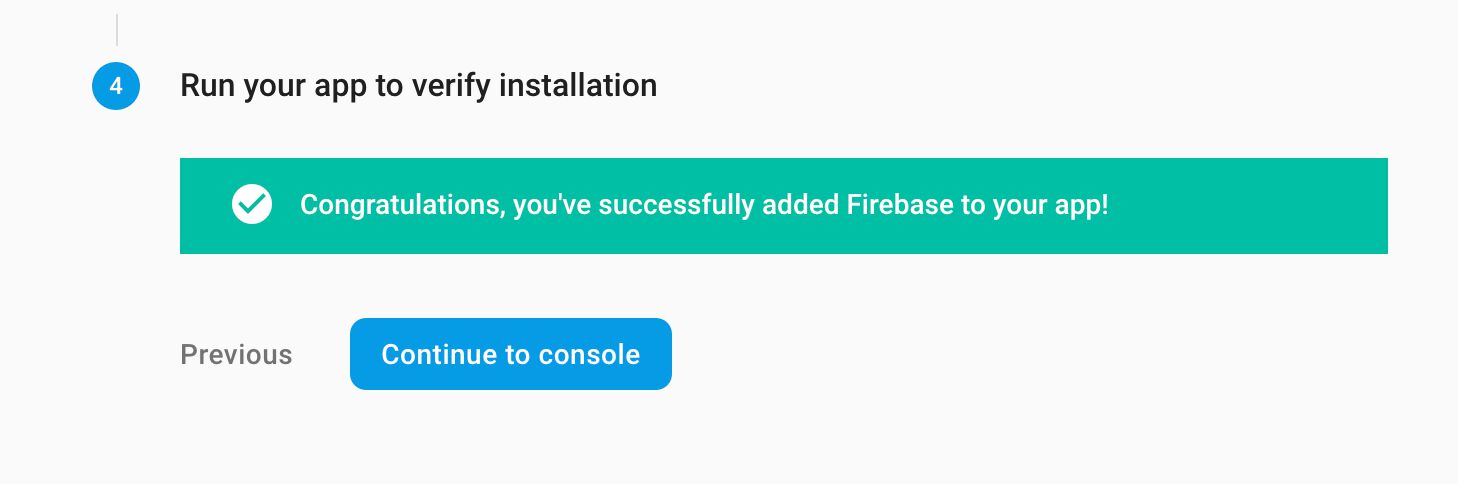 4
Run your app to verify installation
Congratulations, you've successfully added Firebase to your app!
Previous
Continue to console